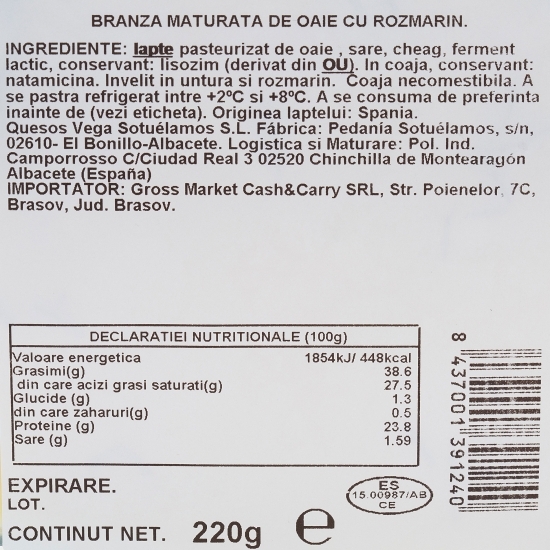 BRANZA MATURATA DE OAIE CU ROZMARIN.
INGREDIENTE: lapte pasteurizat de oaie , sare, cheag, ferment
lactic, conservant: lisozim (derivat din OU). In coaja, conservant:
natamicina. Invelit in untura si rozmarin. Coaja necomestibila. A
se pastra refrigerat intre +2ºC si +8ºC. A se consuma de preferinta
inainte de (vezi eticheta). Originea laptelui: Spania.
Quesos Vega Sotuélamos S.L. Fábrica: Pedanía Sotuélamos, s/n,
02610- El Bonillo-Albacete. Logistica si Maturare: Pol. Ind.
Camporrosso C/Ciudad Real 3 02520 Chinchilla de Montearagón
Albacete (España)
IMPORTATOR: Gross Market Cash&Carry SRL, Str. Poienelor, 7C,
Brasov, Jud. Brasov.
DECLARATIEI NUTRITIONALE (100g)
Valoare energetica 1854kJ/ 448kcal
Grasimi(g) 38.6
din care acizi grasi saturati(g) 27.5
Glucide (g) 1.3
din care zaharuri(g) 0.5
Proteine (g) 23.8
Sare (g) 1.59
8 437001 391240
EXPIRARE.
LOT.
CONTINUT NET. 220g e
ES
15.00987/AB
CE